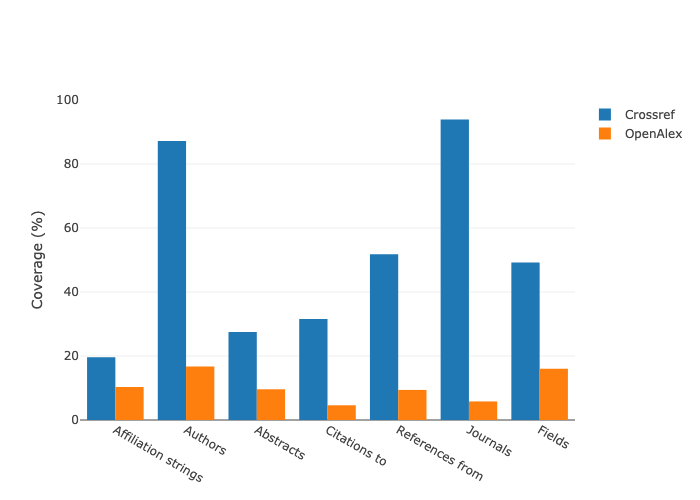 100
80
60
40
20
0
Coverage (%)
Affiliation strings
Authors
Abstracts
Citations to
References from
Journals
Fields
Crossref
OpenAlex